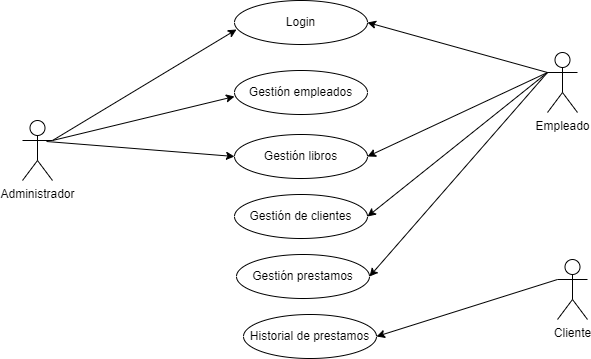 Login
Gestión empleados
Empleado
Gestión libros
Administrador
Gestión de clientes
Gestión prestamos
Historial de prestamos
Cliente